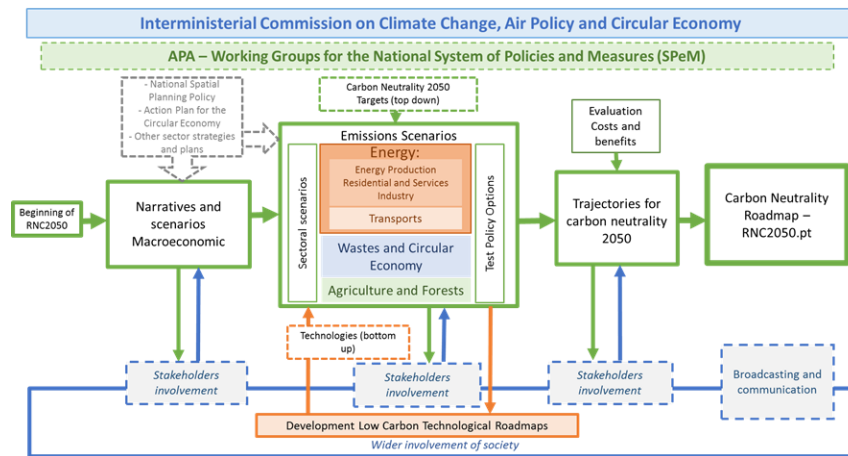 Interministerial Commission on Climate Change, Air Policy and Circular Economy
APA – Working Groups for the National System of Policies and Measures (SPeM)
- National Spatial
Planning Policy
- Action Plan for the
Circular Economy
- Other sector strategies
and plans
Carbon Neutrality 2050
Targets (top down)
Evaluation
Costs and
benefits
Beginning of
RNC2050
Narratives and
scenarios
Macroeconomic
Emissions Scenarios
Sectoral scenarios
Energy:
Energy Production
Residential and Services
Industry
Transports
Wastes and Circular
Economy
Agriculture and Forests
Test Policy Options
Trajectories for
carbon neutrality
2050
Carbon Neutrality
Roadmap –
RNC2050.pt
Technologies (bottom
up)
Stakeholders
involvement
Stakeholders
involvement
Stakeholders
involvement
Broadcasting and
communication
Development Low Carbon Technological Roadmaps
Wider involvement of society